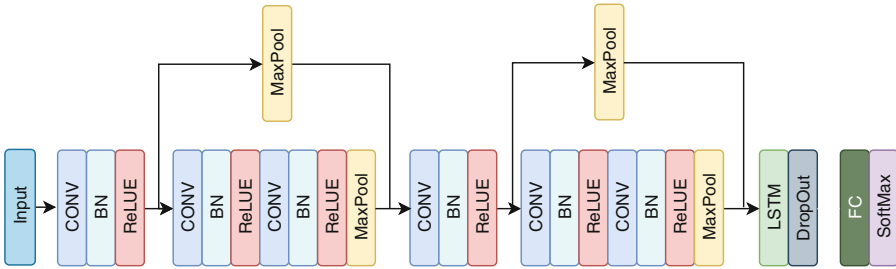 MaxPool
MaxPool
Input
CONV
BN
ReLUE
CONV
BN
ReLUE
CONV
BN
ReLUE
MaxPool
CONV
BN
ReLUE
CONV
BN
ReLUE
CONV
BN
ReLUE
MaxPool
LSTM
DropOut
FC
SoftMax